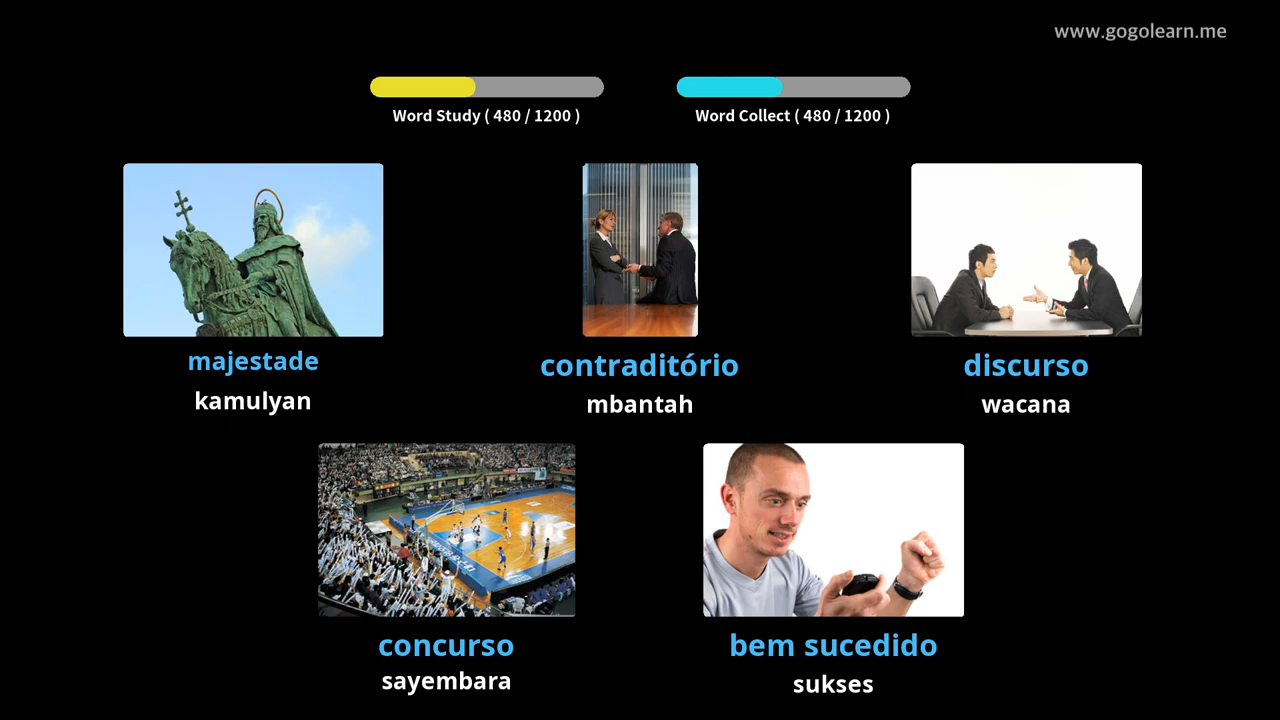 www.gogolearn.me
Word Study ( 480 / 1200 )
Word Collect ( 480 / 1200 )
majestade
kamulyan
contraditório
mbantah
discurso
wacana
concurso
sayembara
bem sucedido
sukses